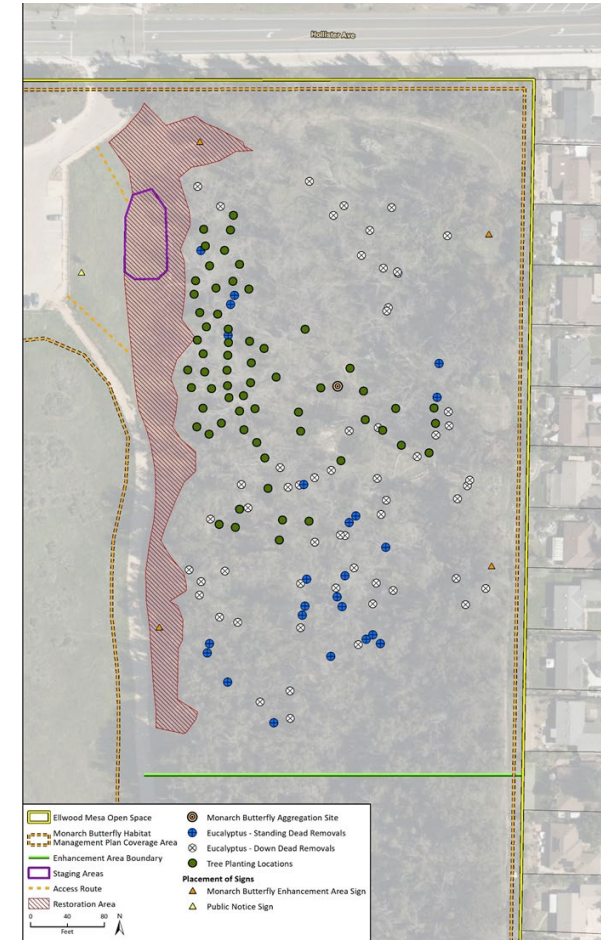 Hollister Ave
Ellwood Mesa Open Space
Monarch Butterfly Habitat
Management Plan Coverage Area
Enhancement Area Boundary
Staging Areas
Access Route
Restoration Area
0 40 80
Feet
N
Monarch Butterfly Aggregation Site
Eucalyptus - Standing Dead Removals
Eucalyptus - Down Dead Removals
Tree Planting Locations
Placement of Signs
Monarch Butterfly Enhancement Area Sign
Public Notice Sign